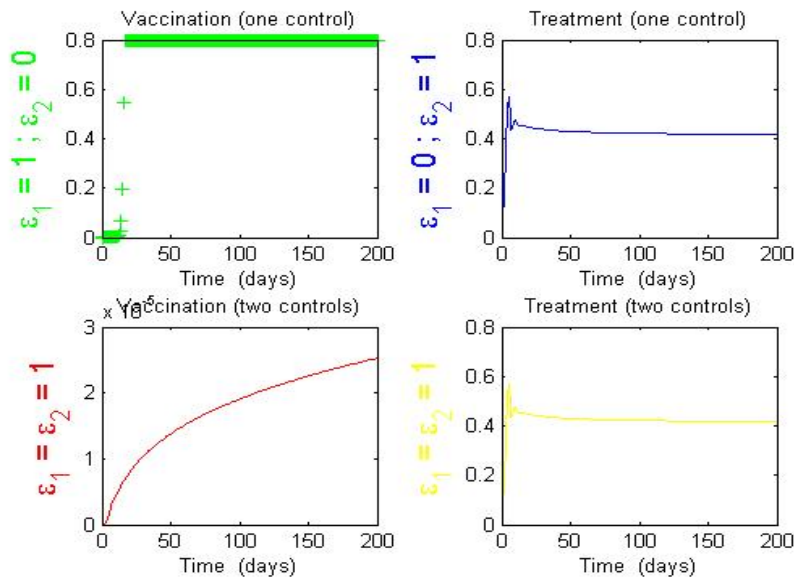 Vaccination (one control)
ε1 = 1 ; ε2 = 0
0.8
0.6
0.4
0.2
0
0 50 100 150 200
Time (days)
Treatment (one control)
ε1 = 0 ; ε2 = 1
0.8
0.6
0.4
0.2
0
0 50 100 150 200
Time (days)
x 10-5
Vaccination (two controls)
ε1 = ε2 = 1
3
2
1
0
0 50 100 150 200
Time (days)
Treatment (two controls)
ε1 = ε2 = 1
0.8
0.6
0.4
0.2
0
0 50 100 150 200
Time (days)